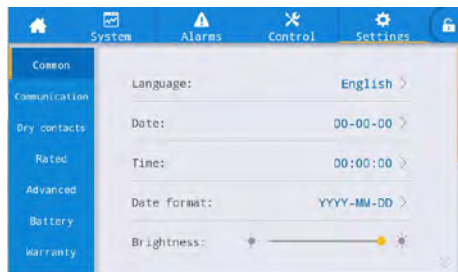 System Alarms Control Settings
Common
Communication
Dry contacts
Rated
Advanced
Battery
Warranty
Language: English
Date: 00-00-00
Time: 00:00:00
Date format: YYYY-MM-DD
Brightness: